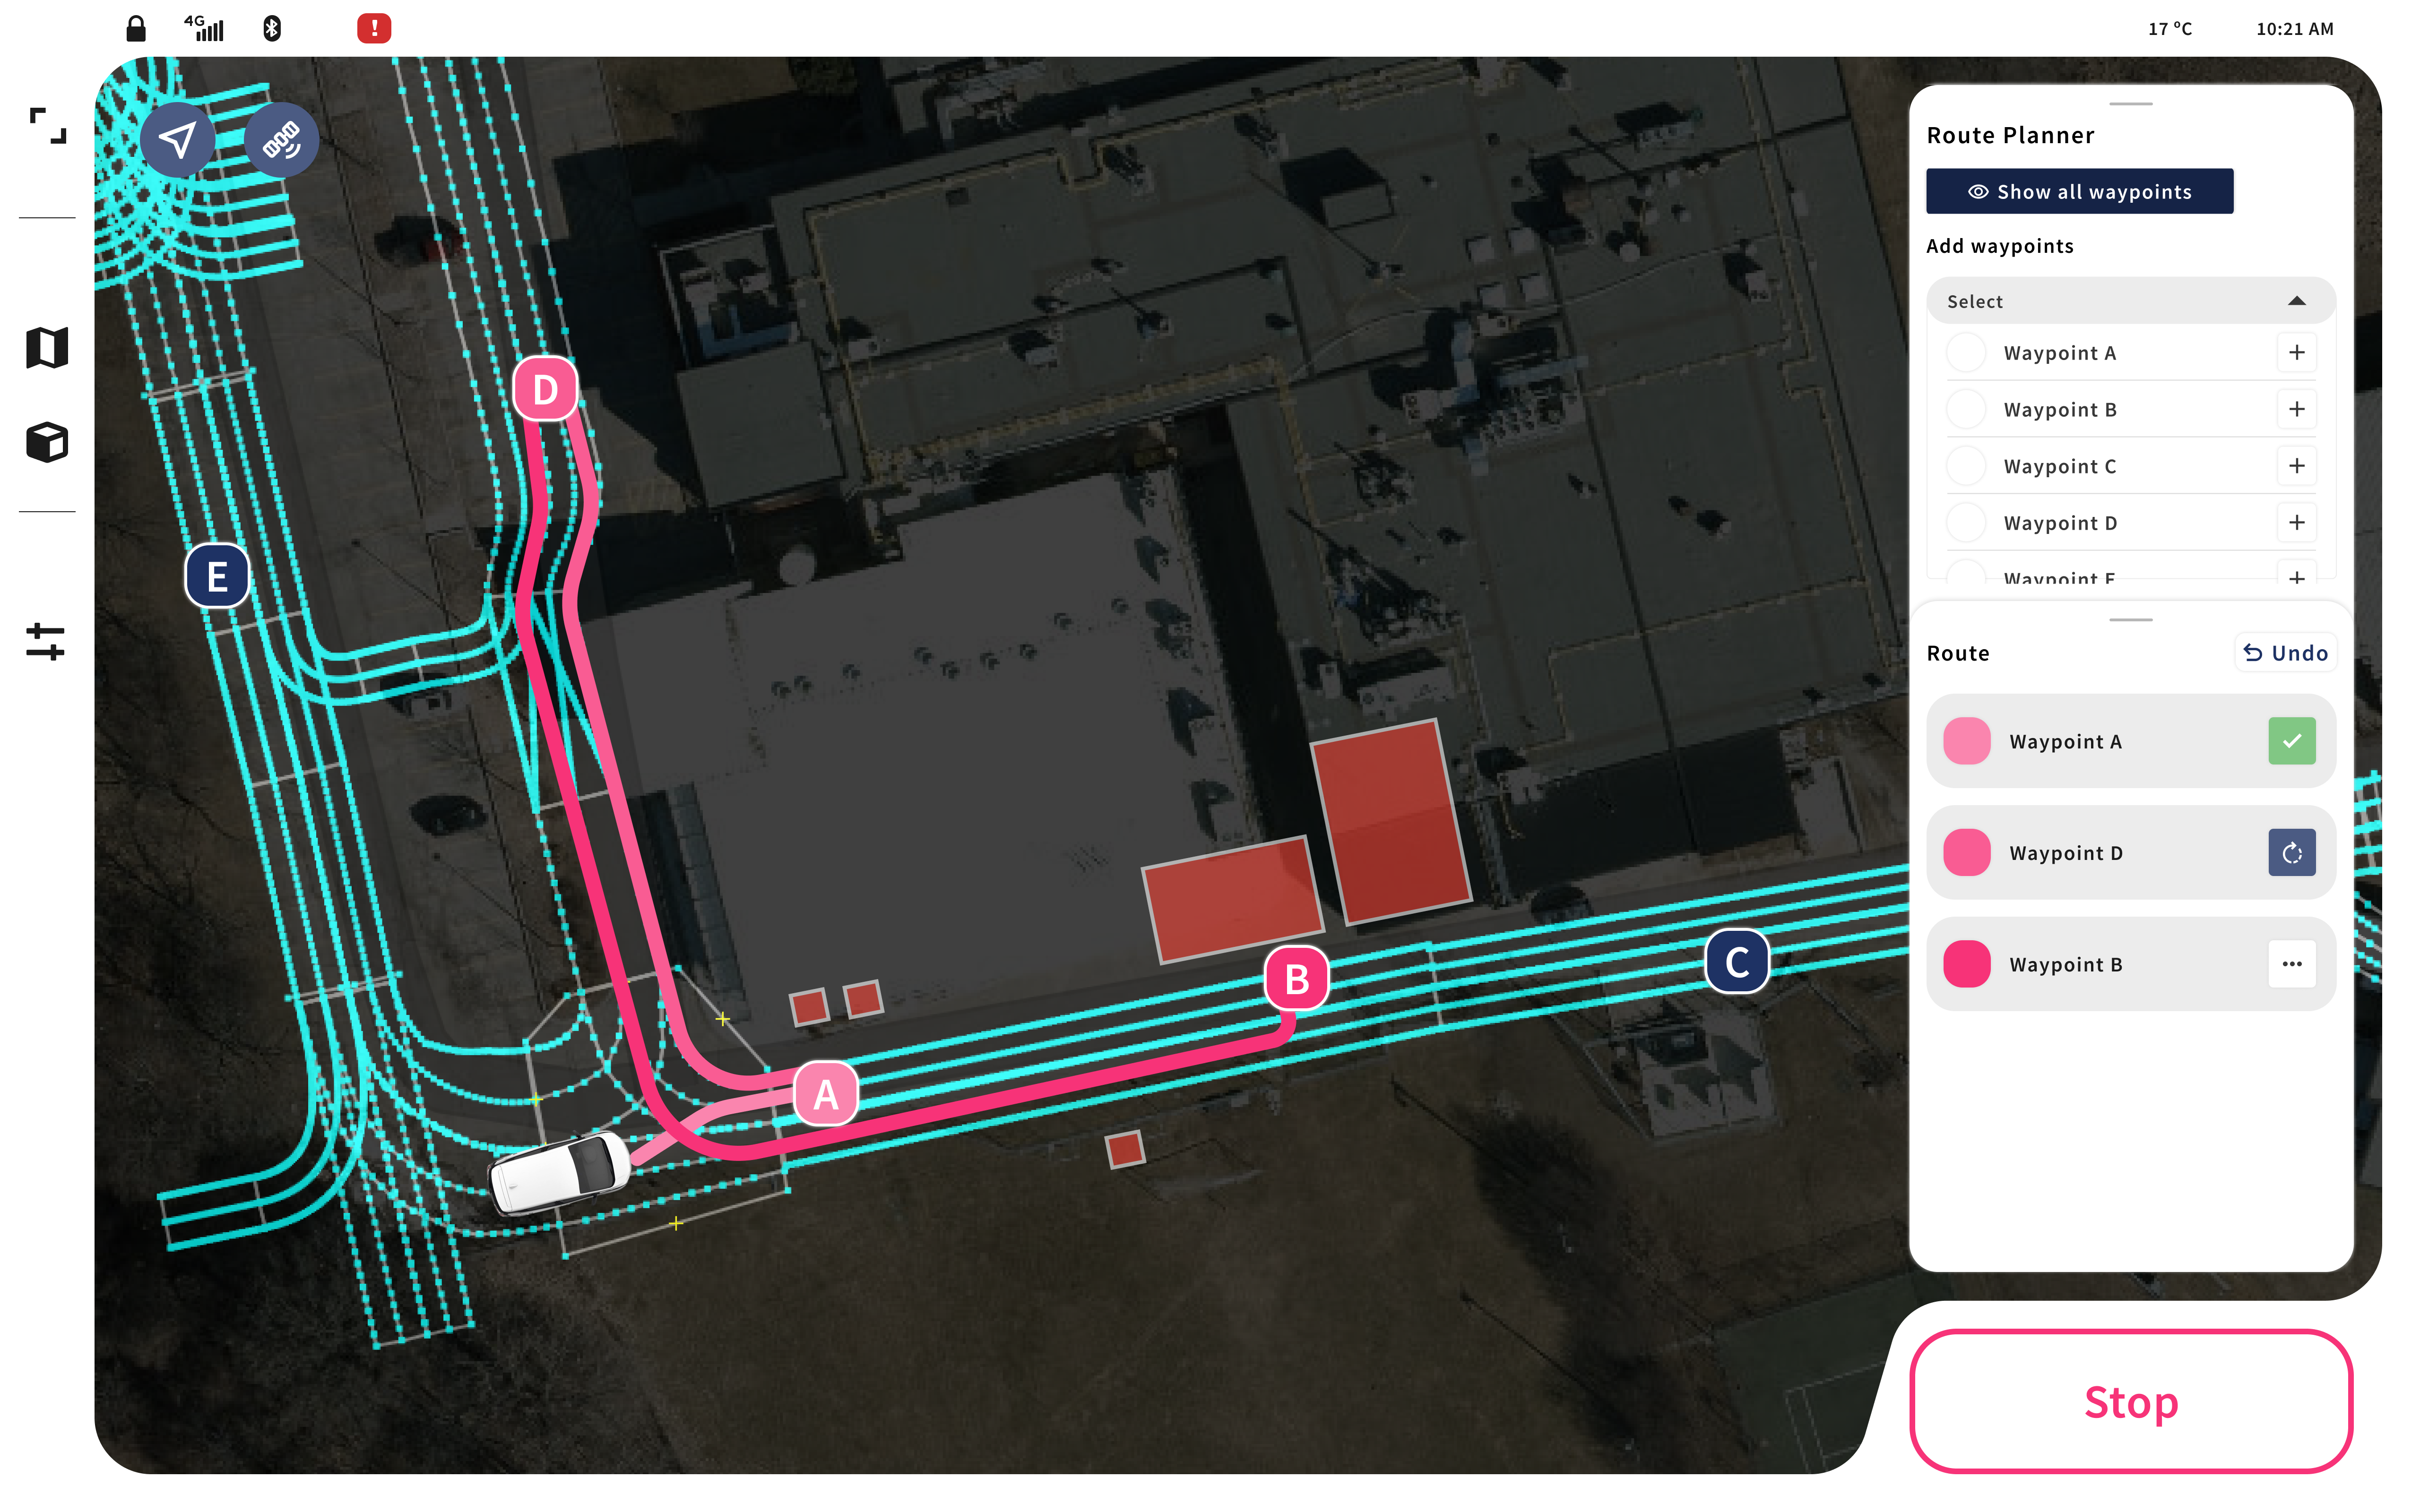 4G
!
17 ºC
10:21 AM
Route Planner
Show all waypoints
Add waypoints
Select
Waypoint A
Waypoint B
Waypoint C
Waypoint D
Waypoint E
Route
Undo
Waypoint A
Waypoint D
Waypoint B
Stop
D
E
B
C
A